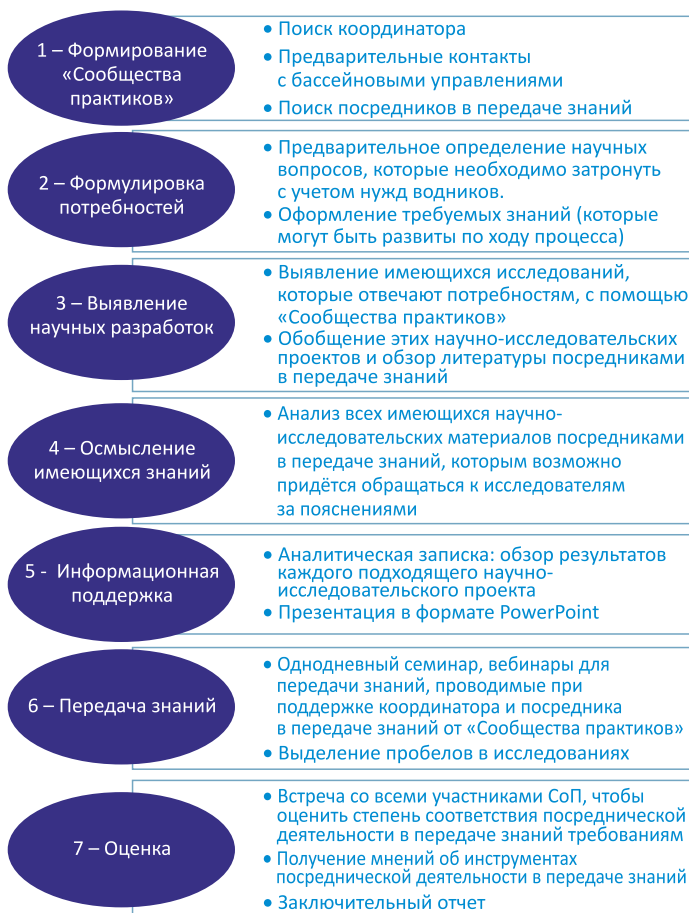 1 – Формирование
«Сообщества
практиков»
• Поиск координатора
• Предварительные контакты
с бассейновыми управлениями
• Поиск посредников в передаче знаний
2 – Формулировка
потребностей
• Предварительное определение научных
вопросов, которые необходимо затронуть
с учетом нужд водников.
• Оформление требуемых знаний (которые
могут быть развиты по ходу процесса)
3 – Выявление
научных разработок
• Выявление имеющихся исследований,
которые отвечают потребностям, с помощью
«Сообщества практиков»
• Обобщение этих научно-исследовательских
проектов и обзор литературы посредниками
в передаче знаний
4 – Осмысление
имеющихся знаний
• Анализ всех имеющихся научно-
исследовательских материалов посредниками
в передаче знаний, которым возможно
придётся обращаться к исследователям
за пояснениями
5 - Информационная
поддержка
• Аналитическая записка: обзор результатов
каждого подходящего научно-
исследовательского проекта
• Презентация в формате PowerPoint
6 – Передача знаний
• Однодневный семинар, вебинары для
передачи знаний, проводимые при
поддержке координатора и посредника
в передаче знаний от «Сообщества практиков»
• Выделение пробелов в исследованиях
7 – Оценка
• Встреча со всеми участниками СоП, чтобы
оценить степень соответствия посреднической
деятельности в передаче знаний требованиям
• Получение мнений об инструментах
посреднической деятельности в передаче знаний
• Заключительный отчет